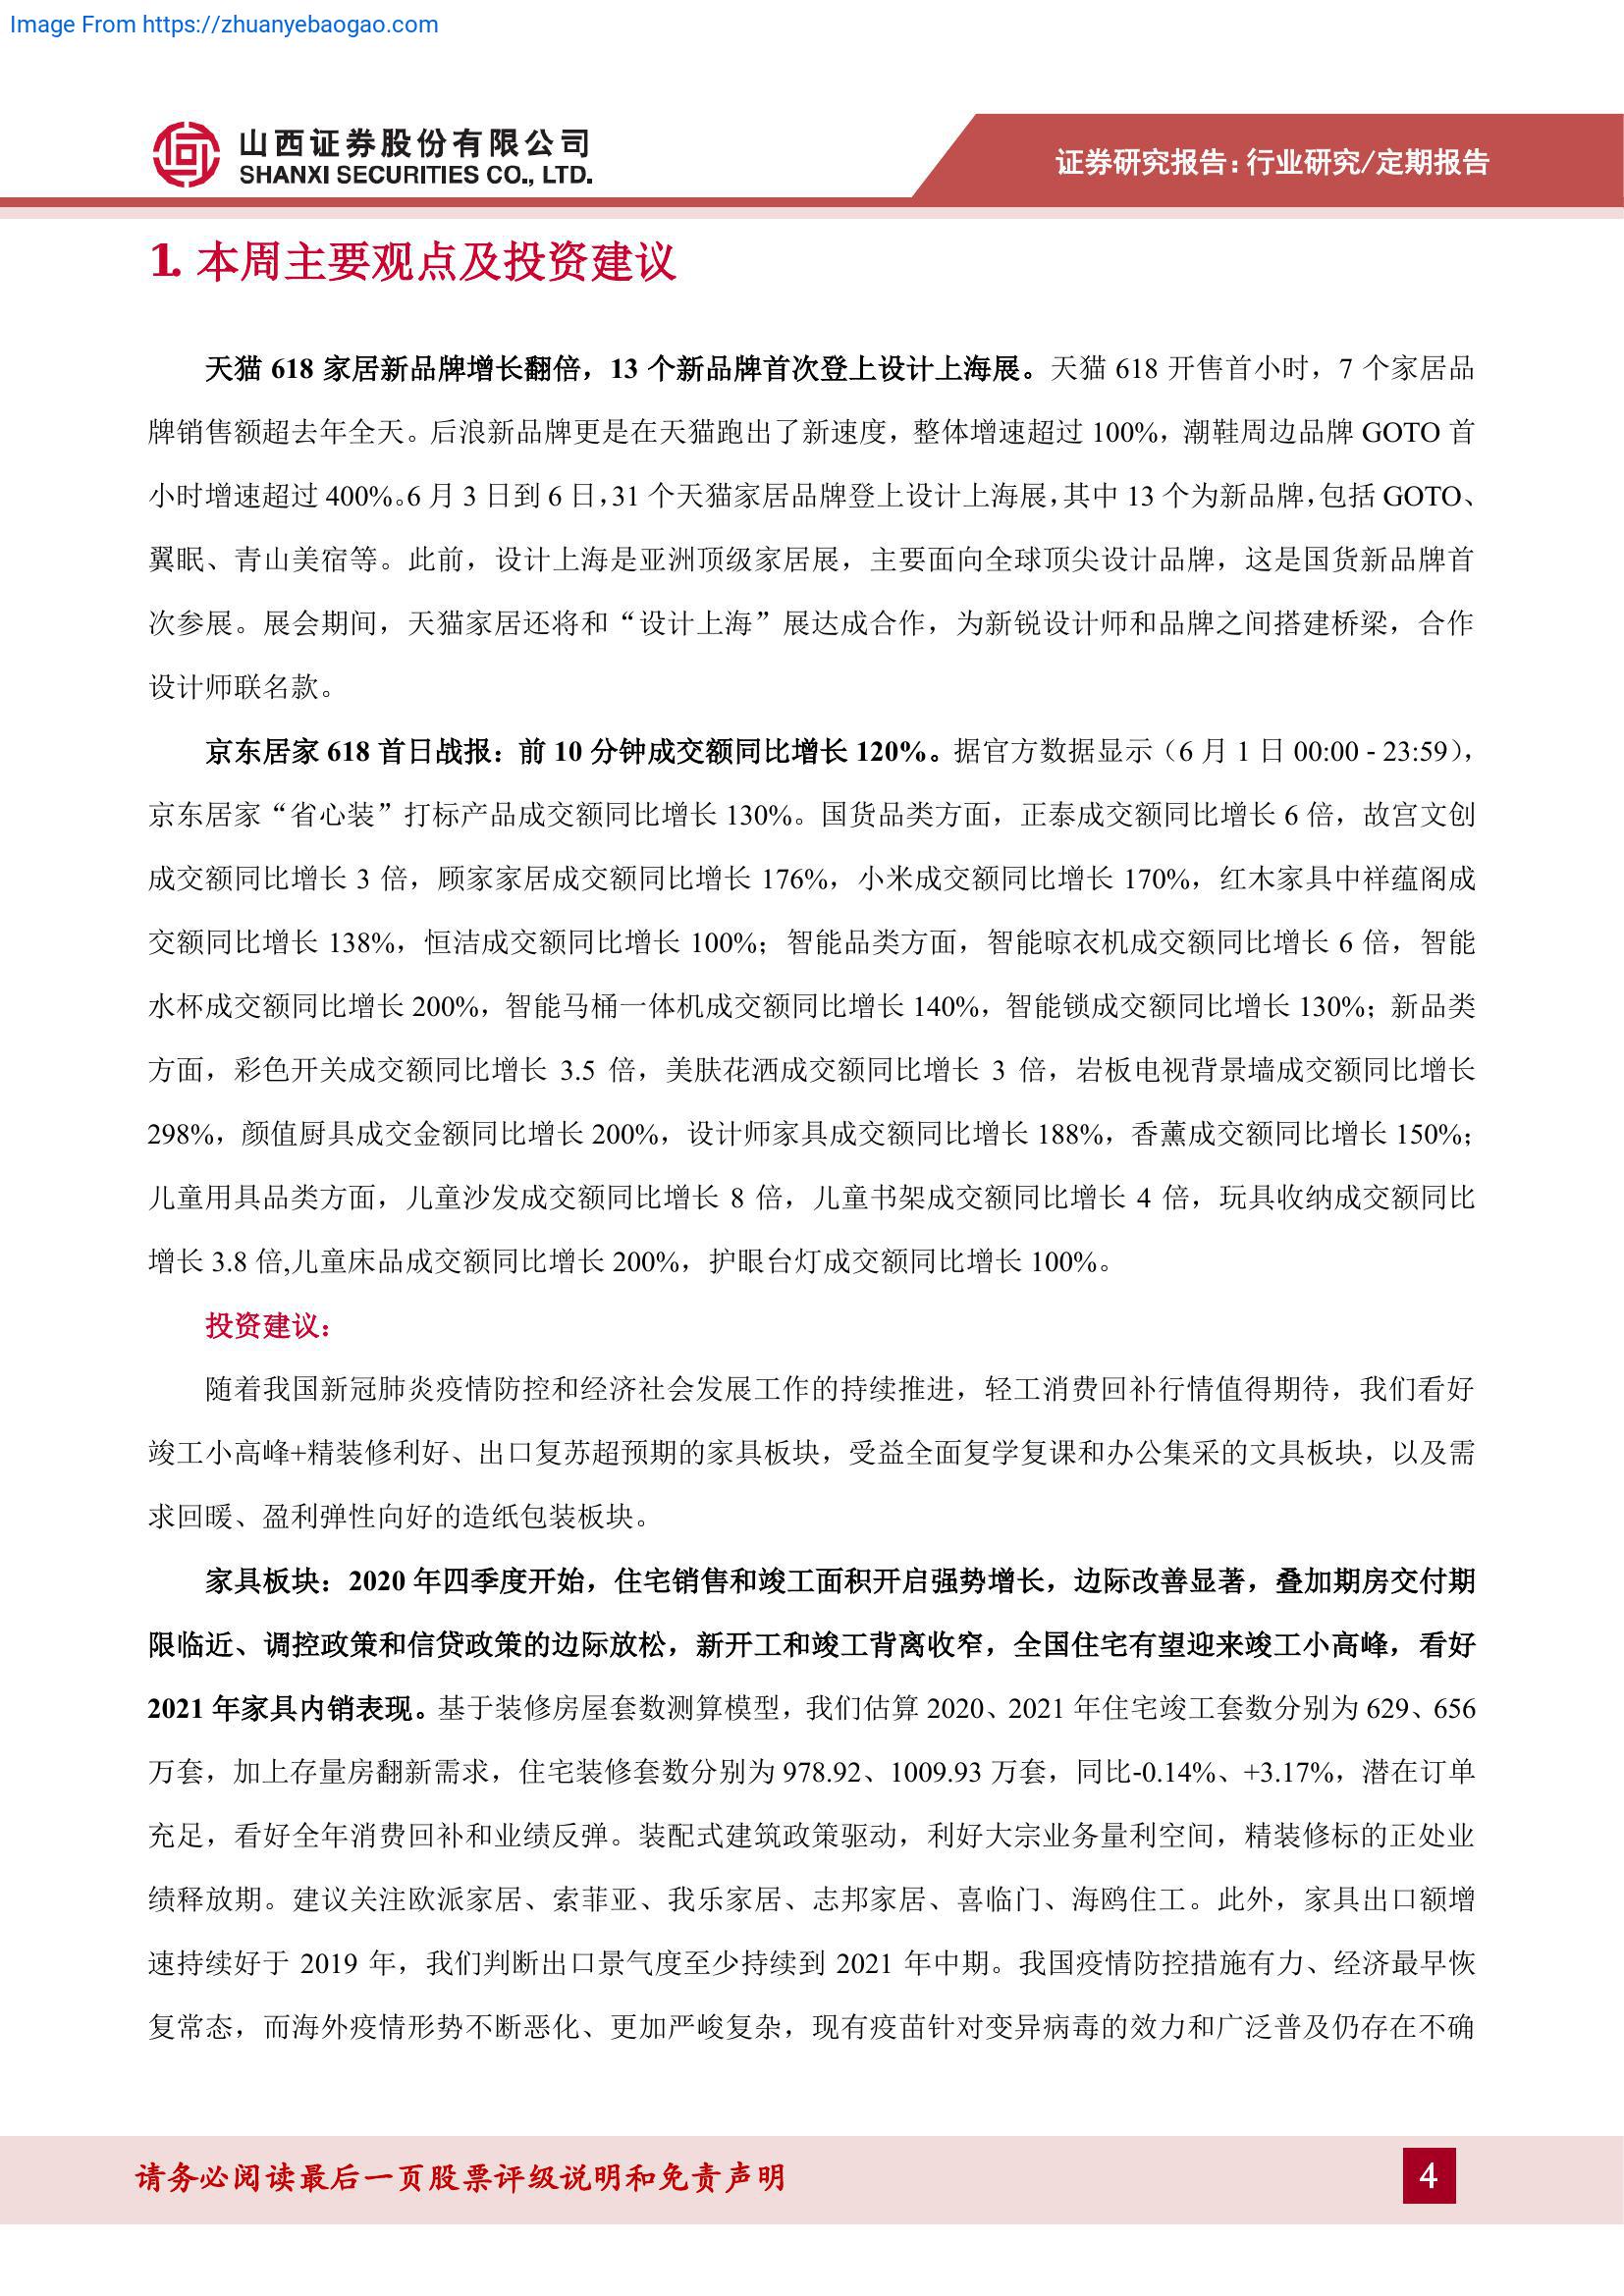 Image From https://zhuanyebaogao.com
山西证券股份有限公司
SHANXI SECURITIES CO., LTD.
证券研究报告：行业研究/定期报告
1. 本周主要观点及投资建议
天猫 618 家居新品牌增长翻倍，13 个新品牌首次登上设计上海展。天猫 618 开售首小时，7 个家居品
牌销售额超去年全天。后浪新品牌更是在天猫跑出了新速度，整体增速超过 100%，潮鞋周边品牌 GOTO 首
小时增速超过 400%。6 月 3 日到 6 日，31 个天猫家居品牌登上设计上海展，其中 13 个为新品牌，包括 GOTO、
翼眠、青山美宿等。此前，设计上海是亚洲顶级家居展，主要面向全球顶尖设计品牌，这是国货新品牌首
次参展。展会期间，天猫家居还将和“设计上海”展达成合作，为新锐设计师和品牌之间搭建桥梁，合作
设计师联名款。
京东居家 618 首日战报：前 10 分钟成交额同比增长 120%。据官方数据显示（6 月 1 日 00:00 - 23:59），
京东居家“省心装”打标产品成交额同比增长 130%。国货品类方面，正泰成交额同比增长 6 倍，故宫文创
成交额同比增长 3 倍，顾家家居成交额同比增长 176%，小米成交额同比增长 170%，红木家具中祥蕴阁成
交额同比增长 138%，恒洁成交额同比增长 100%；智能品类方面，智能晾衣机成交额同比增长 6 倍，智能
水杯成交额同比增长 200%，智能马桶一体机成交额同比增长 140%，智能锁成交额同比增长 130%；新品类
方面，彩色开关成交额同比增长 3.5 倍，美肤花洒成交额同比增长 3 倍，岩板电视背景墙成交额同比增长
298%，颜值厨具成交金额同比增长 200%，设计师家具成交额同比增长 188%，香薰成交额同比增长 150%；
儿童用具品类方面，儿童沙发成交额同比增长 8 倍，儿童书架成交额同比增长 4 倍，玩具收纳成交额同比
增长 3.8 倍,儿童床品成交额同比增长 200%，护眼台灯成交额同比增长 100%。
投资建议：
随着我国新冠肺炎疫情防控和经济社会发展工作的持续推进，轻工消费回补行情值得期待，我们看好
竣工小高峰+精装修利好、出口复苏超预期的家具板块，受益全面复学复课和办公集采的文具板块，以及需
求回暖、盈利弹性向好的造纸包装板块。
家具板块：2020 年四季度开始，住宅销售和竣工面积开启强势增长，边际改善显著，叠加期房交付期
限临近、调控政策和信贷政策的边际放松，新开工和竣工背离收窄，全国住宅有望迎来竣工小高峰，看好
2021 年家具内销表现。基于装修房屋套数测算模型，我们估算 2020、2021 年住宅竣工套数分别为 629、656
万套，加上存量房翻新需求，住宅装修套数分别为 978.92、1009.93 万套，同比-0.14%、+3.17%，潜在订单
充足，看好全年消费回补和业绩反弹。装配式建筑政策驱动，利好大宗业务量利空间，精装修标的正处业
绩释放期。建议关注欧派家居、索菲亚、我乐家居、志邦家居、喜临门、海鸥住工。此外，家具出口额增
速持续好于 2019 年，我们判断出口景气度至少持续到 2021 年中期。我国疫情防控措施有力、经济最早恢
复常态，而海外疫情形势不断恶化、更加严峻复杂，现有疫苗针对变异病毒的效力和广泛普及仍存在不确
请务必阅读最后一页股票评级说明和免责声明
4